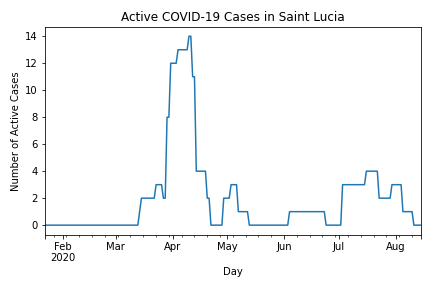 Active COVID-19 Cases in Saint Lucia
14
12
10
8
6
4
2
0
Number of Active Cases
Feb Mar Apr May Jun Jul Aug
2020
Day